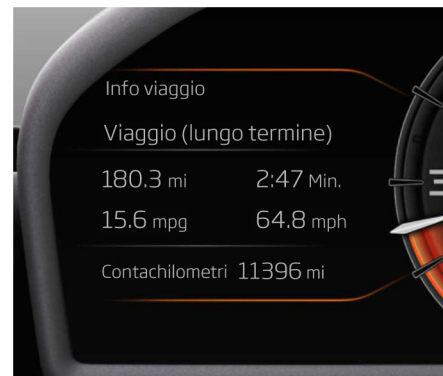 Info viaggio
Viaggio (lungo termine)
180.3 mi 2:47 Min.
15.6 mpg 64.8 mph
Contachilometri 11396 mi